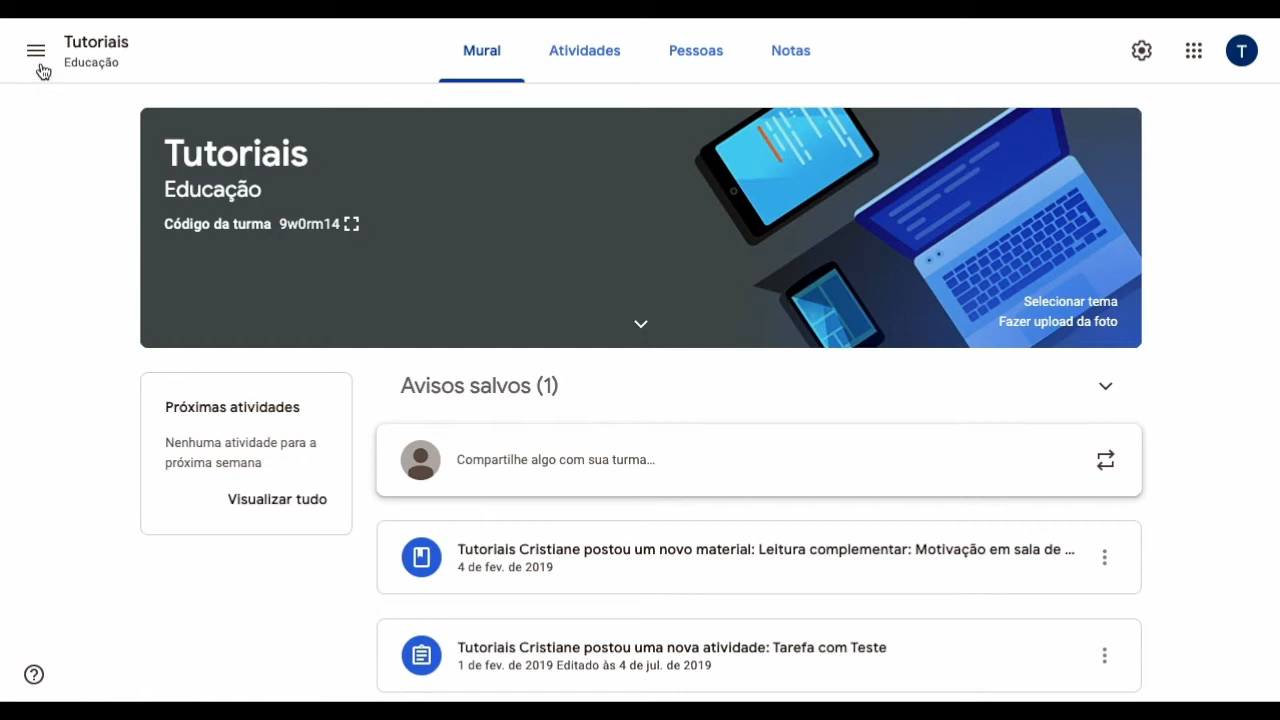 Tutoriais
Educação
Mural
Atividades
Pessoas
Notas
T
Tutoriais
Educação
Código da turma 9w0rm14
Selecionar tema
Fazer upload da foto
Próximas atividades
Nenhuma atividade para a
próxima semana
Visualizar tudo
Avisos salvos (1)
Compartilhe algo com sua turma...
Tutoriais Cristiane postou um novo material: Leitura complementar: Motivação em sala de ...
4 de fev. de 2019
Tutoriais Cristiane postou uma nova atividade: Tarefa com Teste
1 de fev. de 2019 Editado às 4 de jul. de 2019